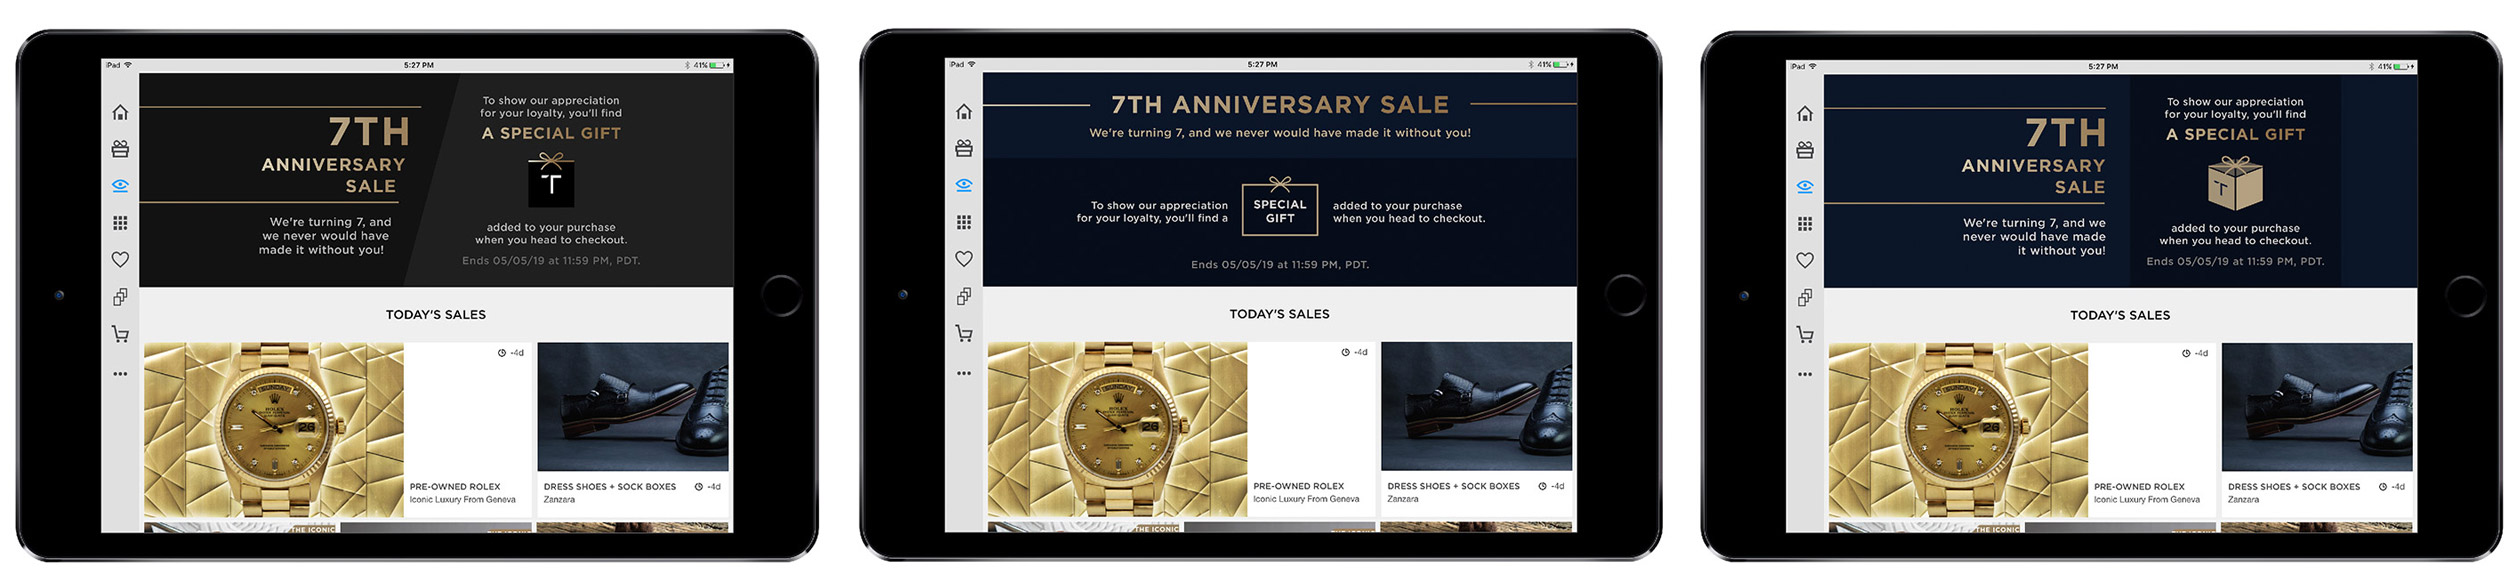 iPad
5:27 PM
41%
7TH
ANNIVERSARY
SALE
We're turning 7, and
we never would have
made it without you!
To show our appreciation
for your loyalty, you'll find
A SPECIAL GIFT
T
added to your purchase
when you head to checkout.
Ends 05/05/19 at 11:59 PM, PDT.
TODAY'S SALES
SUNDAY
ROLEX
26
-4d
PRE-OWNED ROLEX
Iconic Luxury From Geneva
DRESS SHOES + SOCK BOXES
-4d
Zanzara
THE ICONIC
iPad
5:27 PM
41%
7TH ANNIVERSARY SALE
We're turning 7, and we never would have made it without you!
To show our appreciation
for your loyalty, you'll find a
SPECIAL
GIFT
added to your purchase
when you head to checkout.
Ends 05/05/19 at 11:59 PM, PDT.
TODAY'S SALES
SUNDAY
ROLEX
26
-4d
PRE-OWNED ROLEX
Iconic Luxury From Geneva
DRESS SHOES + SOCK BOXES
-4d
Zanzara
iPad
5:27 PM
41%
7TH
ANNIVERSARY
SALE
We're turning 7, and we
never would have made
it without you!
To show our appreciation
for your loyalty, you'll find
A SPECIAL GIFT
T
added to your purchase
when you head to checkout.
Ends 05/05/19 at 11:59 PM, PDT.
TODAY'S SALES
SUNDAY
ROLEX
26
-4d
PRE-OWNED ROLEX
Iconic Luxury From Geneva
DRESS SHOES + SOCK BOXES
-4d
Zanzara
THE ICONIC